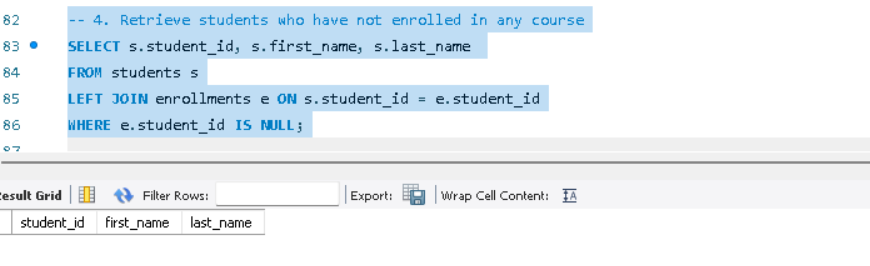 82 -- 4. Retrieve students who have not enrolled in any course
83 SELECT s.student_id, s.first_name, s.last_name
84 FROM students s
85 LEFT JOIN enrollments e ON s.student_id = e.student_id
86 WHERE e.student_id IS NULL;
87
Result Grid Filter Rows: Export: Wrap Cell Content:
student_id first_name last_name